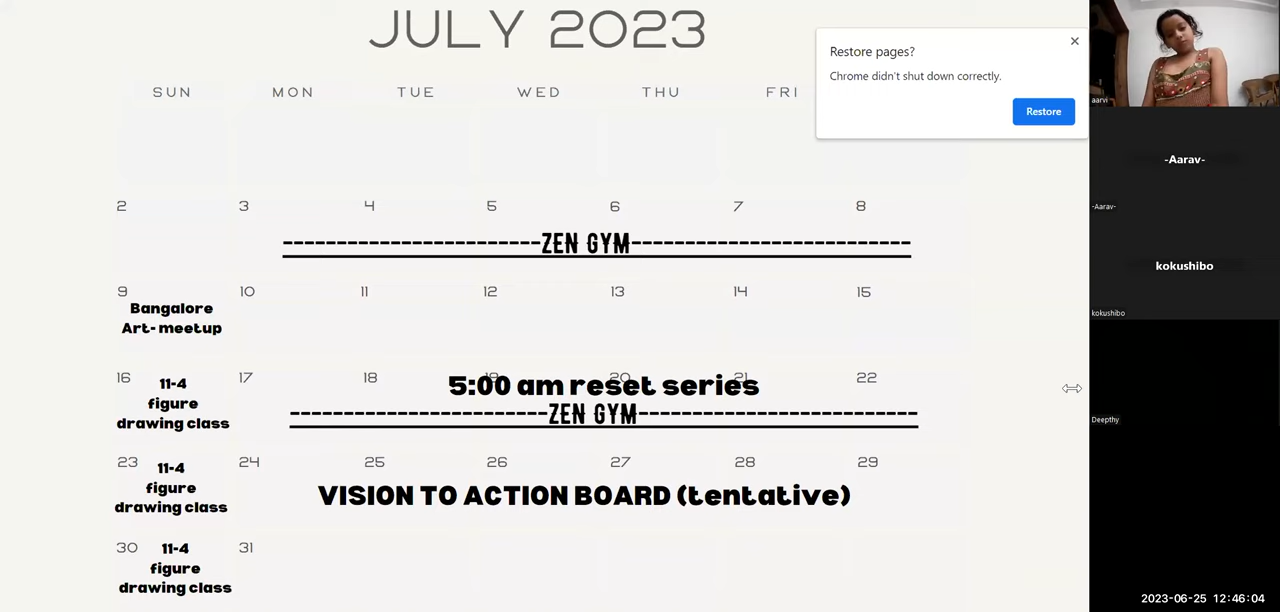 JULY 2023
SUN MON TUE WED THU FRI
Restore pages?
Chrome didn't shut down correctly.
Restore
2 3 4 5 6 7 8
ZEN GYM
9 10 11 12 13 14 15
Bangalore
Art- meetup
16 17 18 19 20 21 22
11-4
figure
drawing class
5:00 am reset series
ZEN GYM
23 24 25 26 27 28 29
11-4
figure
drawing class
VISION TO ACTION BOARD (tentative)
30 31
11-4
figure
drawing class
aarvi
-Aarav-
-Aarav-
kokushibo
kokushibo
Deepthy
2023-06-25 12:46:04